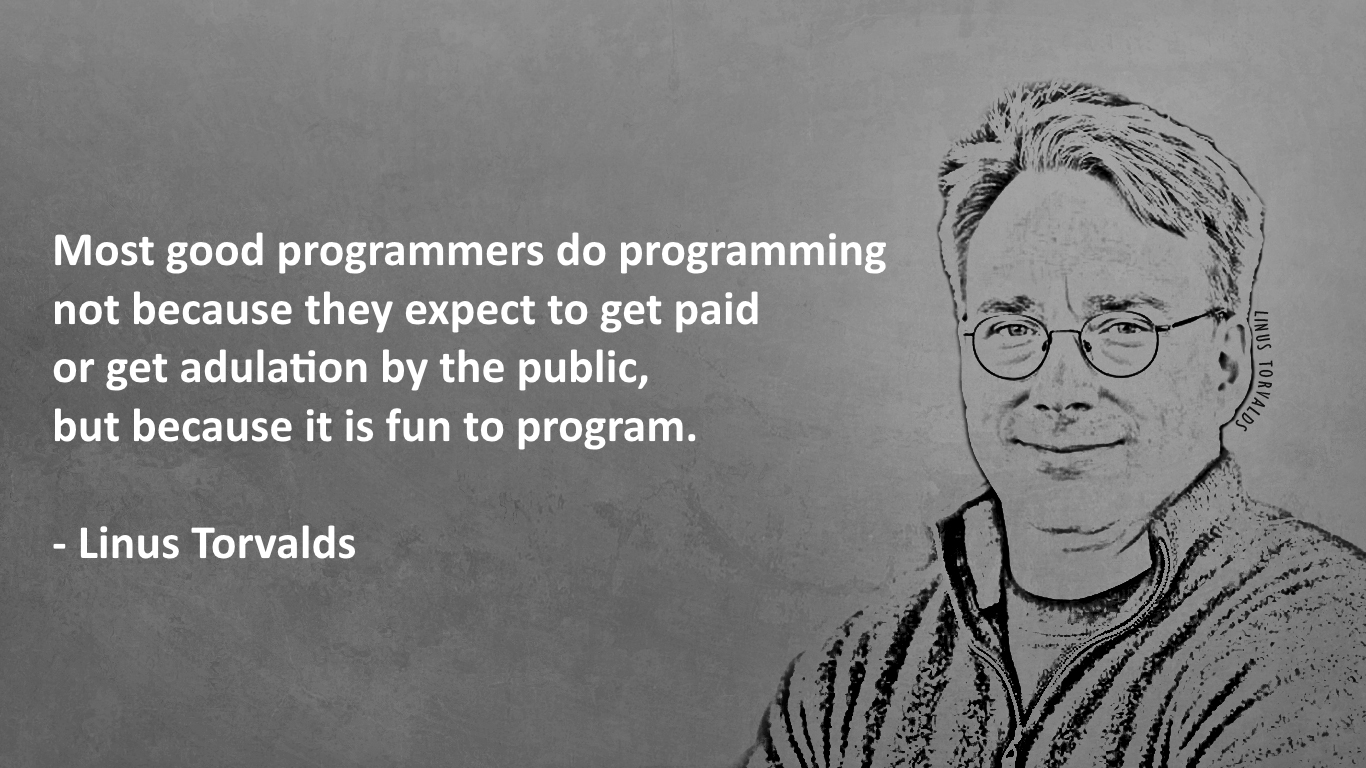 Most good programmers do programming
not because they expect to get paid
or get adulation by the public,
but because it is fun to program.
- Linus Torvalds
LINUS TORVALDS